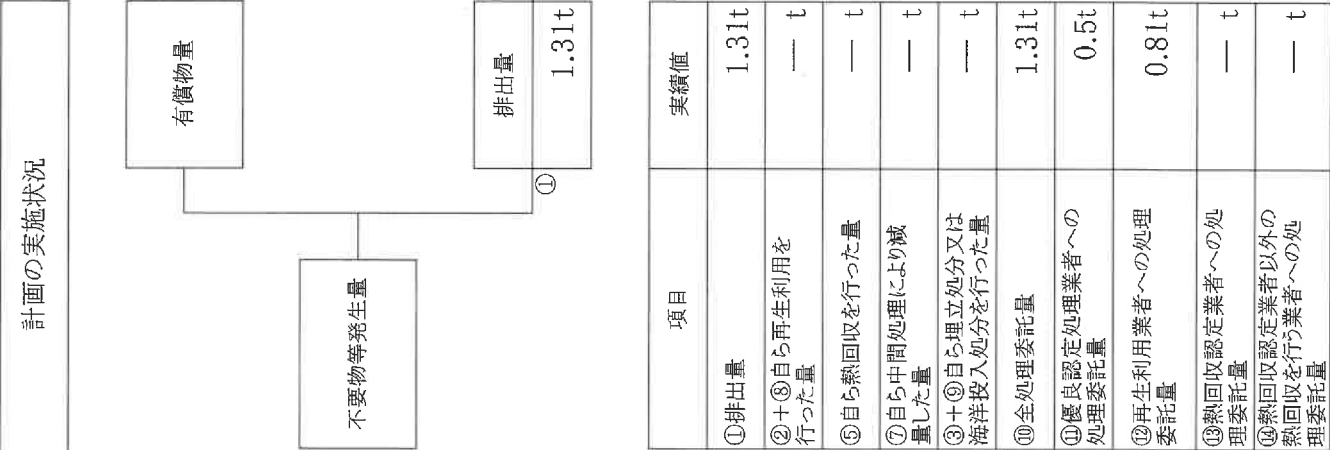 計画の実施状況
不要物等発生量
有償物量
排出量
① 1.31t
項目 実績値
①排出量 1.31t
②+⑧自ら再生利用を
行った量 ― t
⑤自ら熱回収を行った量 ― t
⑦自ら中間処理により減
量した量 ― t
③+⑨自ら埋立処分又は
海洋投入処分を行った量 ― t
⑩全処理委託量 1.31t
⑪優良認定処理業者への
処理委託量 0.5t
⑫再生利用業者への処理
委託量 0.81t
⑬熱回収認定業者への処
理委託量 ― t
⑭熱回収認定業者以外の
熱回収を行う業者への処
理委託量 ― t